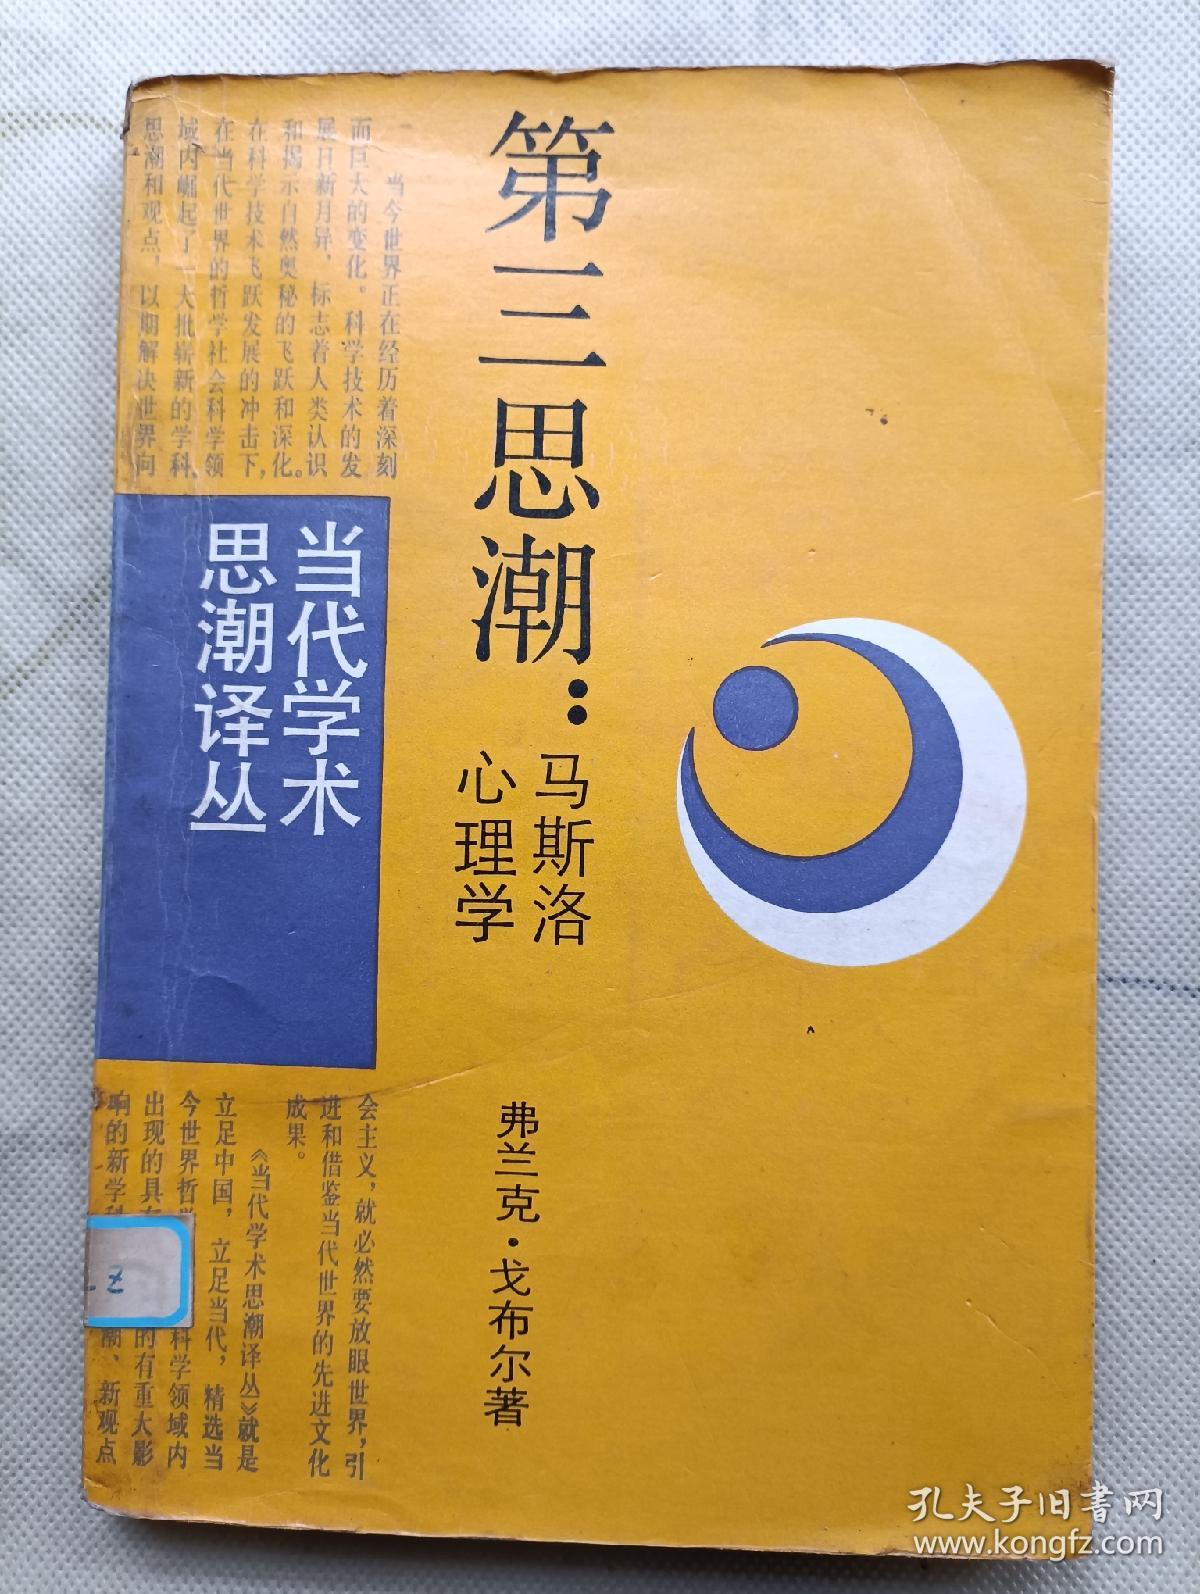 第三思潮：
马斯洛
心理学
弗兰克·戈布尔著
当今世界正在经历着深刻
而巨大的变化。科学技术的发
展日新月异，标志着人类认识
和揭示自然奥秘的飞跃和深化。
在科学技术飞跃发展的冲击下，
在当代世界的哲学社会科学领
域内崛起了一大批崭新的学科、
思潮和观点，以期解决世界向
当代学术
思潮译丛
会主义，就必然要放眼世界，引
进和借鉴当代世界的先进文化
成果。
《当代学术思潮译丛》就是
立足中国，立足当代，精选当
今世界哲学 科学领域内
出现的具有 的有重大影
响的新学科 潮、新观点
z
孔夫子旧書网
www.kongfz.com